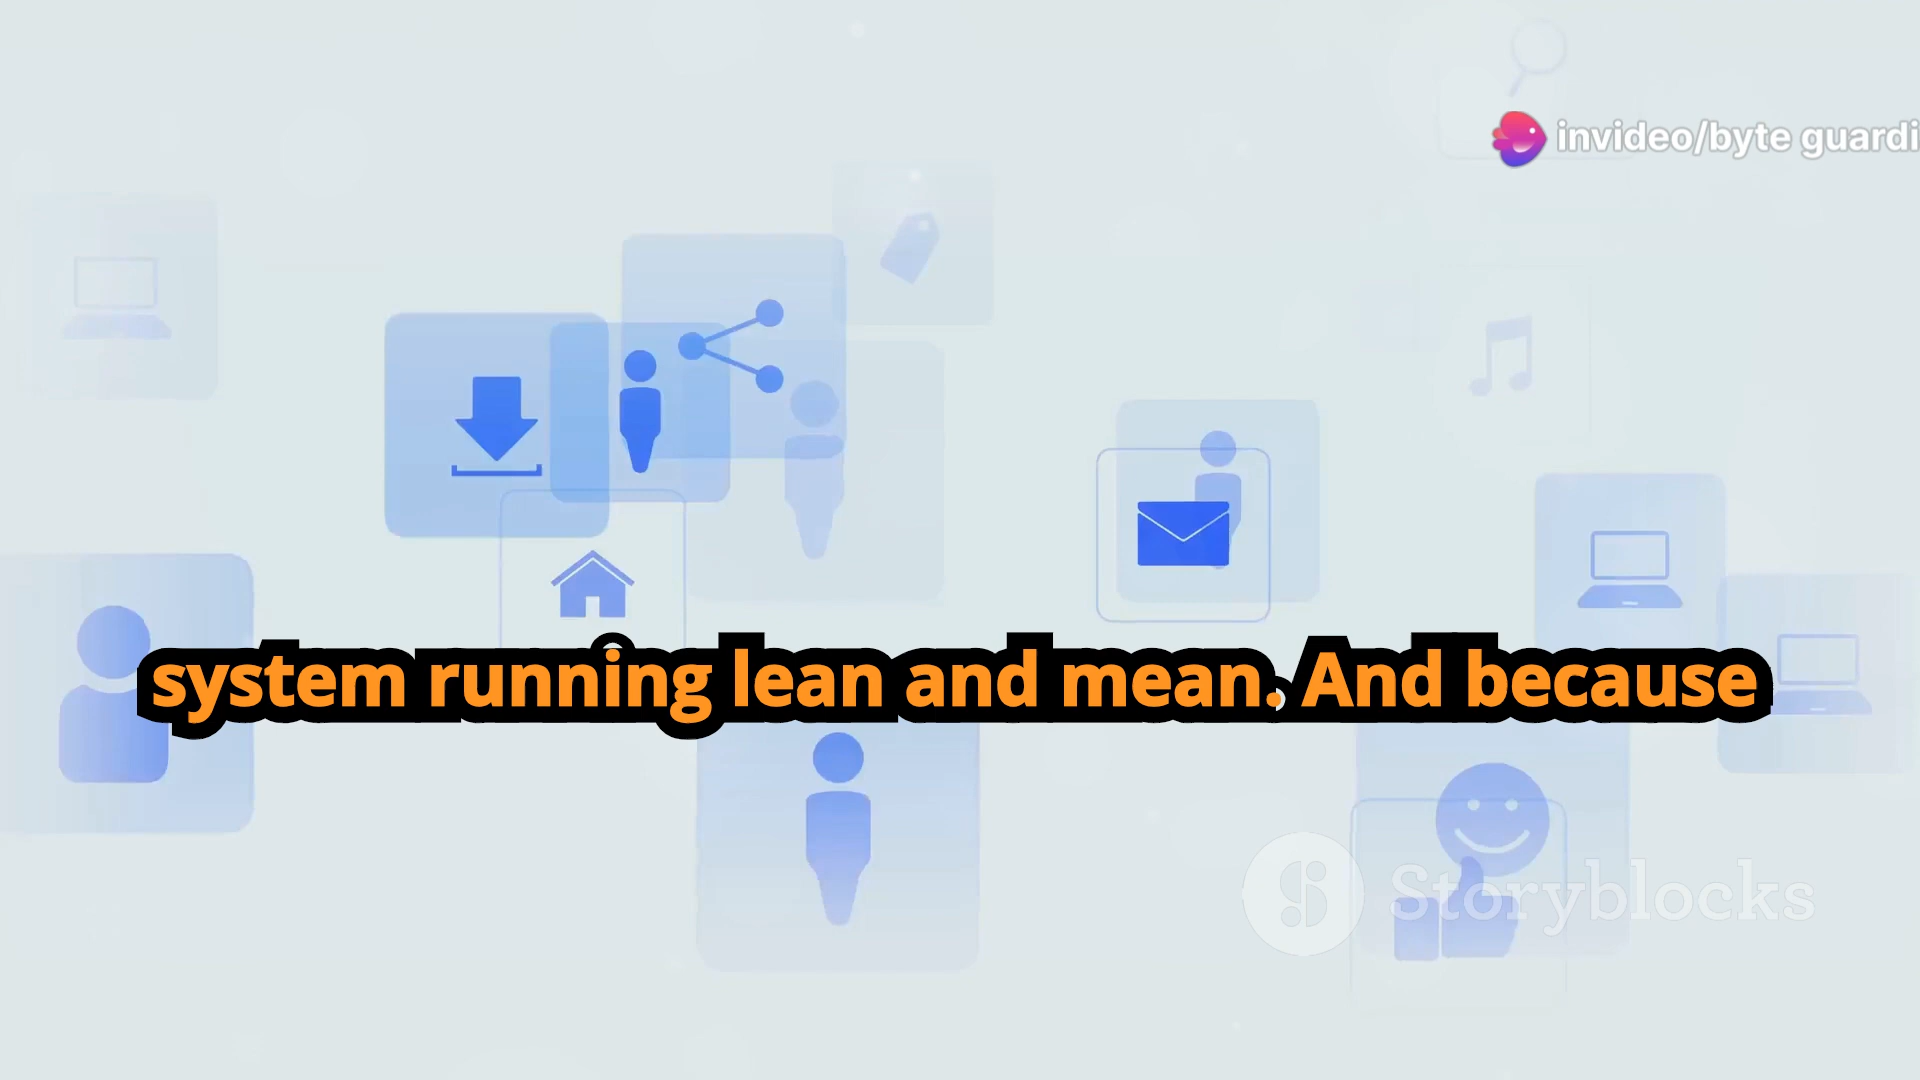 invideo/byte guardi
system running lean and mean. And because
Storyblocks